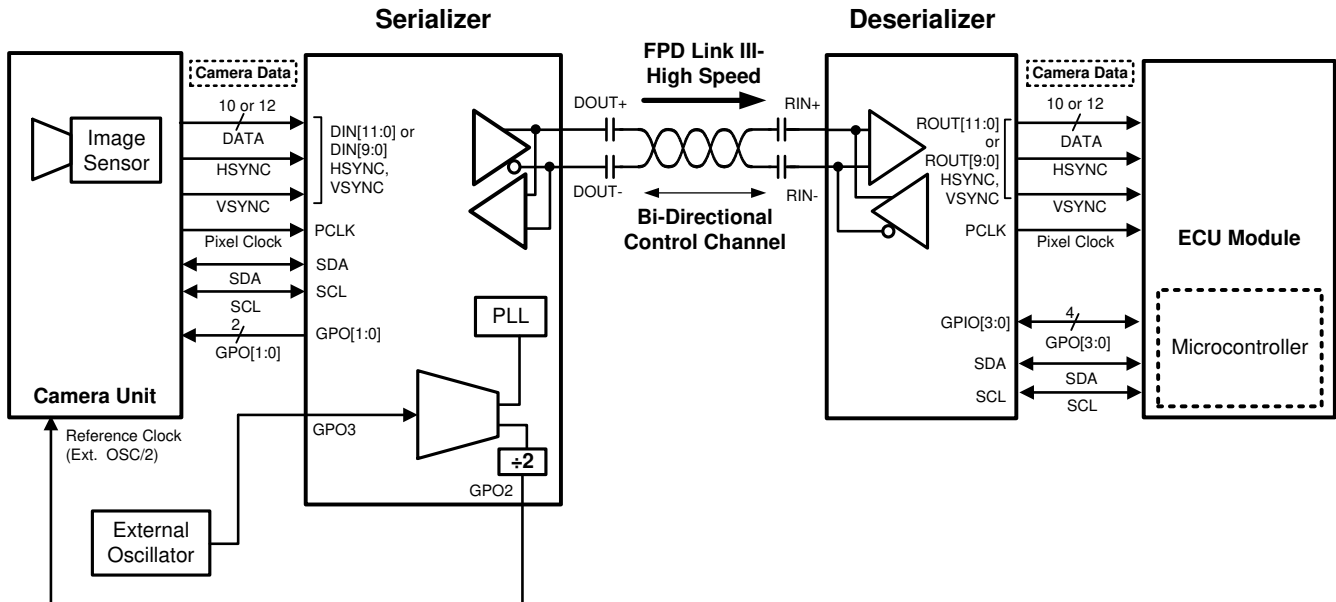 Serializer
Deserializer
FPD Link III-
High Speed
Camera Data
10 or 12
DATA
HSYNC
VSYNC
Pixel Clock
SDA
SCL
2
GPO[1:0]
Image
Sensor
Camera Unit
DIN[11:0] or
DIN[9:0]
HSYNC,
VSYNC
PCLK
SDA
SCL
GPO[1:0]
PLL
GPO3
÷2
GPO2
Reference Clock
(Ext. OSC/2)
External
Oscillator
DOUT+
DOUT-
RIN+
RIN-
Bi-Directional
Control Channel
ROUT[11:0]
or
ROUT[9:0]
HSYNC,
VSYNC
PCLK
GPIO[3:0]
SDA
SCL
Camera Data
10 or 12
DATA
HSYNC
VSYNC
Pixel Clock
4
GPO[3:0]
SDA
SCL
ECU Module
Microcontroller